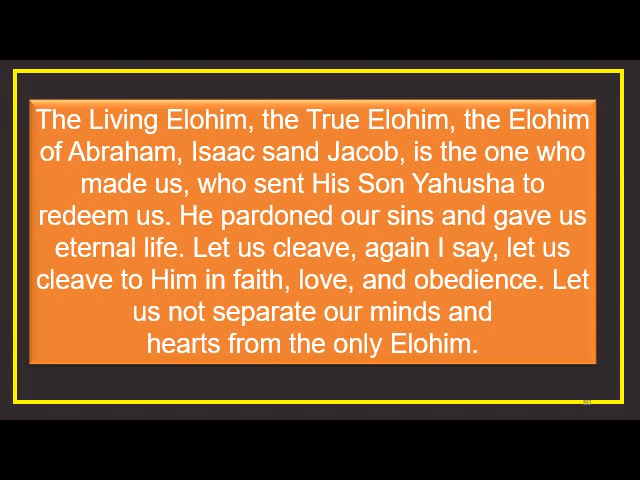 The Living Elohim, the True Elohim, the Elohim
of Abraham, Isaac sand Jacob, is the one who
made us, who sent His Son Yahusha to
redeem us. He pardoned our sins and gave us
eternal life. Let us cleave, again I say, let us
cleave to Him in faith, love, and obedience. Let
us not separate our minds and
hearts from the only Elohim.